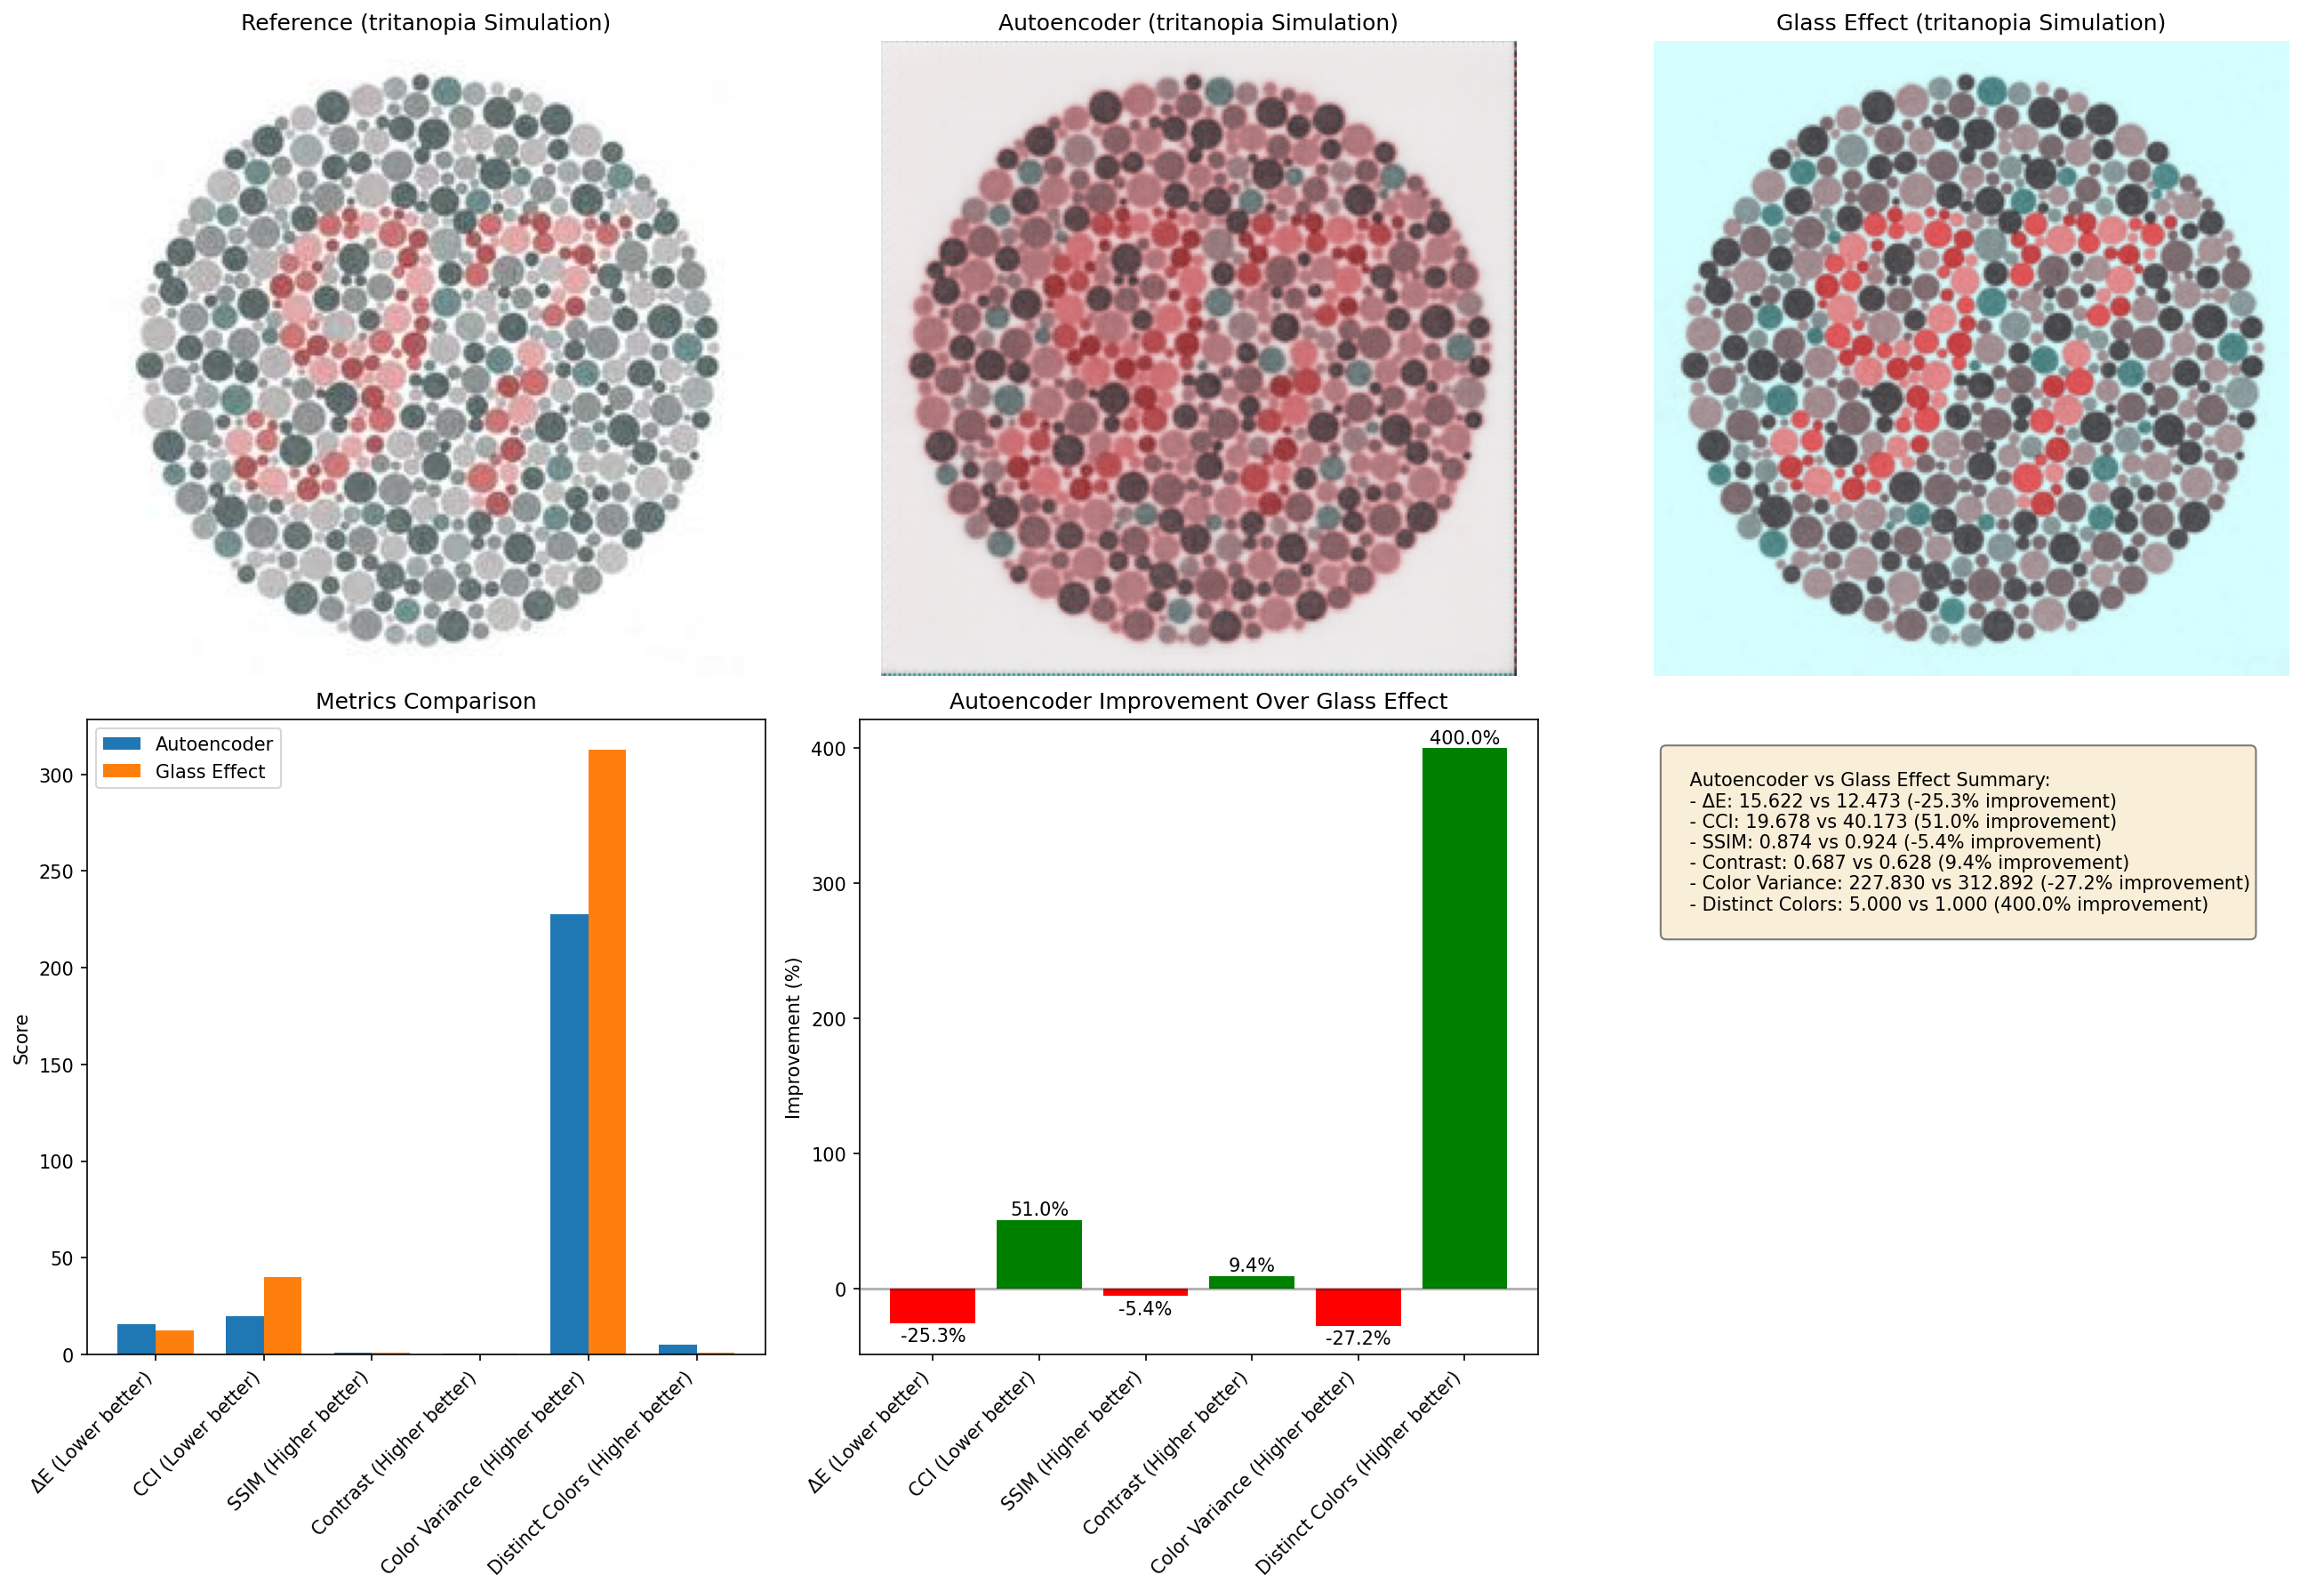 Reference (tritanopia Simulation)
Autoencoder (tritanopia Simulation)
Glass Effect (tritanopia Simulation)
Metrics Comparison
Autoencoder
Glass Effect
Score
300
250
200
150
100
50
0
ΔE (Lower better)
CCI (Lower better)
SSIM (Higher better)
Contrast (Higher better)
Color Variance (Higher better)
Distinct Colors (Higher better)
Autoencoder Improvement Over Glass Effect
Improvement (%)
400
300
200
100
0
-25.3%
51.0%
-5.4%
9.4%
-27.2%
400.0%
ΔE (Lower better)
CCI (Lower better)
SSIM (Higher better)
Contrast (Higher better)
Color Variance (Higher better)
Distinct Colors (Higher better)
Autoencoder vs Glass Effect Summary:
- ΔE: 15.622 vs 12.473 (-25.3% improvement)
- CCI: 19.678 vs 40.173 (51.0% improvement)
- SSIM: 0.874 vs 0.924 (-5.4% improvement)
- Contrast: 0.687 vs 0.628 (9.4% improvement)
- Color Variance: 227.830 vs 312.892 (-27.2% improvement)
- Distinct Colors: 5.000 vs 1.000 (400.0% improvement)